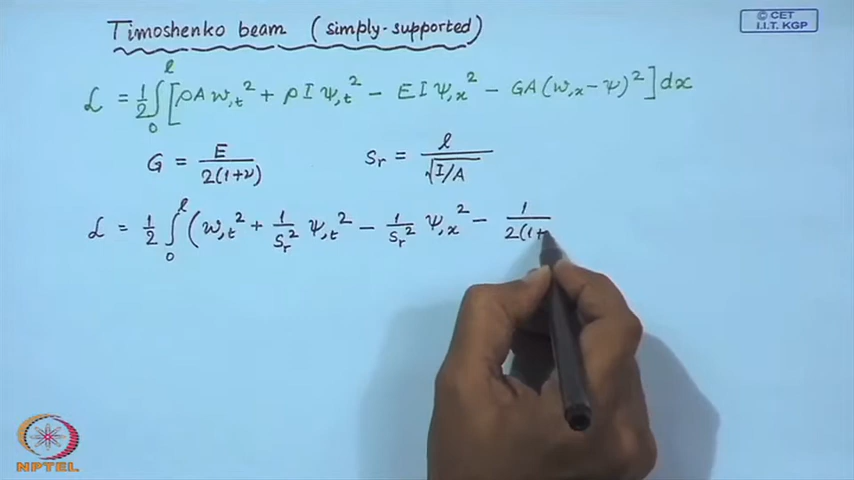 Timoshenko beam (simply-supported)
© CET
I.I.T. KGP
ℒ = 1/2 ∫₀^l [ρA w,t² + ρI ψ,t² − EI ψ,x² − GA(w,x − ψ)²] dx
G = E / 2(1+ν)    Sr = l / √(I/A)
ℒ = 1/2 ∫₀^l (w,t² + 1/Sr² ψ,t² − 1/Sr² ψ,x² − 1 / 2(1+
NPTEL